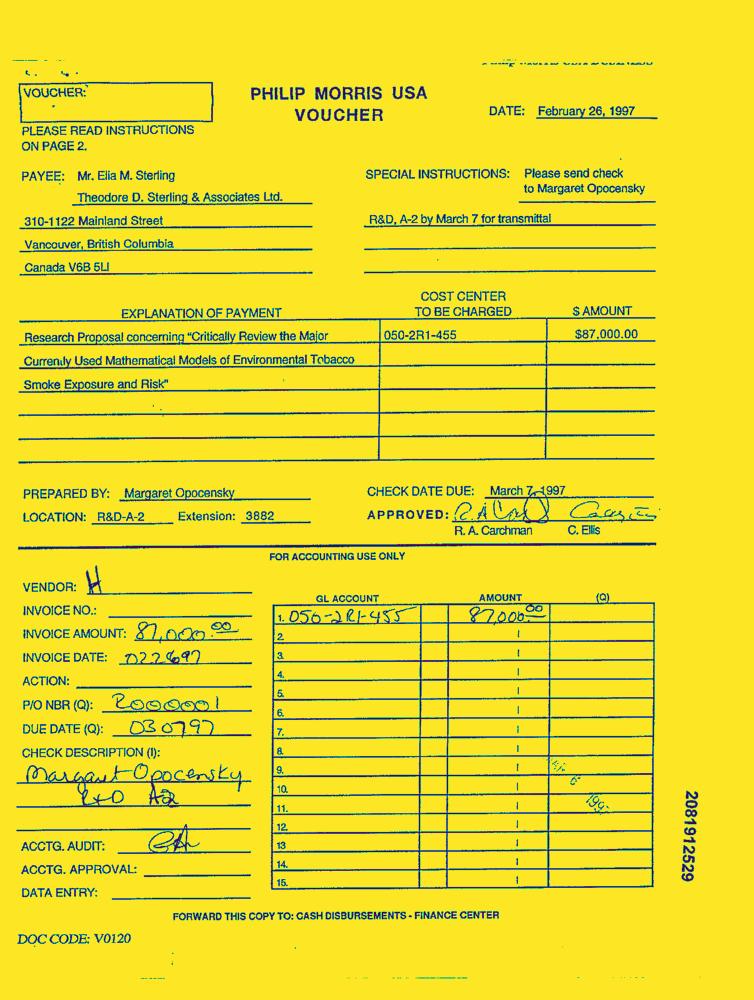 VOUCHER:
PHILIP MORRIS USA
VOUCHER
DATE: February 26, 1997
PLEASE READ INSTRUCTIONS
ON PAGE 2.
PAYEE: Mr. Elia M. Sterling
SPECIAL INSTRUCTIONS: Please send check
to Margaret Opocensky
Theodore D. Sterling & Associates Ltd.
310-1122 Mainland Street
R&D, A-2 by March 7 for transmittal
Vancouver, British Columbia
Canada V6B 5LI
EXPLANATION OF PAYMENT
COST CENTER
TO BE CHARGED
$ AMOUNT
Research Proposal concerning "Critically Review the Major
050-2R1-455
$87,000.00
Currently Used Mathematical Models of Environmental Tobacco
Smoke Exposure and Risk"
PREPARED BY: Margaret Opocensky
CHECK DATE DUE: March 7, 1997
LOCATION: R&D-A-2 Extension: 3882
APPROVED:
R. A. Carchman C. Ellis
FOR ACCOUNTING USE ONLY
VENDOR: H
GL ACCOUNT AMOUNT (Q)
INVOICE NO.:
1. 050-2R1-455 87,000.00
INVOICE AMOUNT: 87,000.00
2.
INVOICE DATE: 022697
3.
ACTION:
4.
5.
P/O NBR (Q): 2000001
6.
DUE DATE (Q): 030797
7.
CHECK DESCRIPTION (I):
8.
Margaret Opocensky
9.
R+D A2
10.
11.
12.
ACCTG. AUDIT:
13
ACCTG. APPROVAL:
14.
DATA ENTRY:
15.
FORWARD THIS COPY TO: CASH DISBURSEMENTS - FINANCE CENTER
DOC CODE: V0120
2081912529